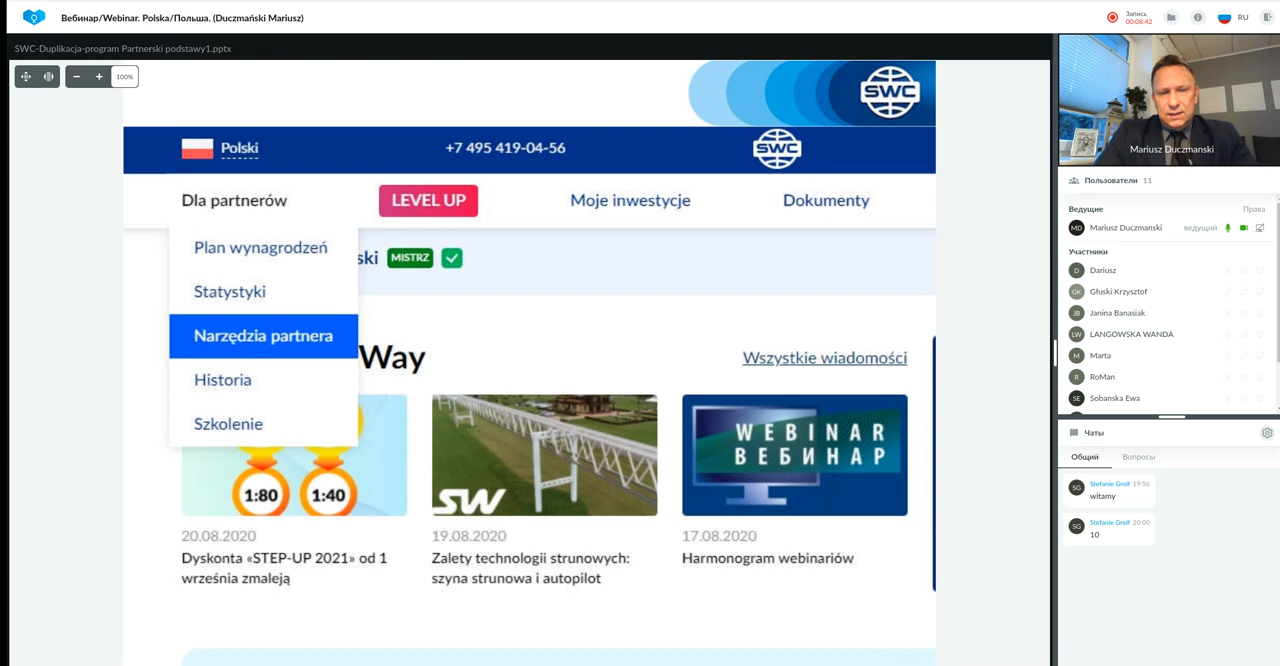 Вебинар/Webinar. Polska/Польша. (Duczmański Mariusz)
Запись
00:08:42
RU
SWC-Duplikacja-program Partnerski podstawy1.pptx
100%
SWC
Polski
+7 495 419-04-56
SWC
Dla partnerów
LEVEL UP
Moje inwestycje
Dokumenty
Plan wynagrodzeń
Statystyki
Narzędzia partnera
Historia
Szkolenie
ski
MISTRZ
Way
Wszystkie wiadomości
1:80
1:40
SW
WEBINAR
ВЕБИНАР
20.08.2020
Dyskonta «STEP-UP 2021» od 1
września zmaleją
19.08.2020
Zalety technologii strunowych:
szyna strunowa i autopilot
17.08.2020
Harmonogram webinariów
Mariusz Duczmanski
Пользователи 11
Ведущие
Права
MD Mariusz Duczmanski ведущий
Участники
D Dariusz
GK Głuski Krzysztof
JB Janina Banasiak
LW LANGOWSKA WANDA
M Marta
R RoMan
SE Sobanska Ewa
Чаты
Общий
Вопросы
SG Stefanie Greif 19:56
witamy
SG Stefanie Greif 20:00
10